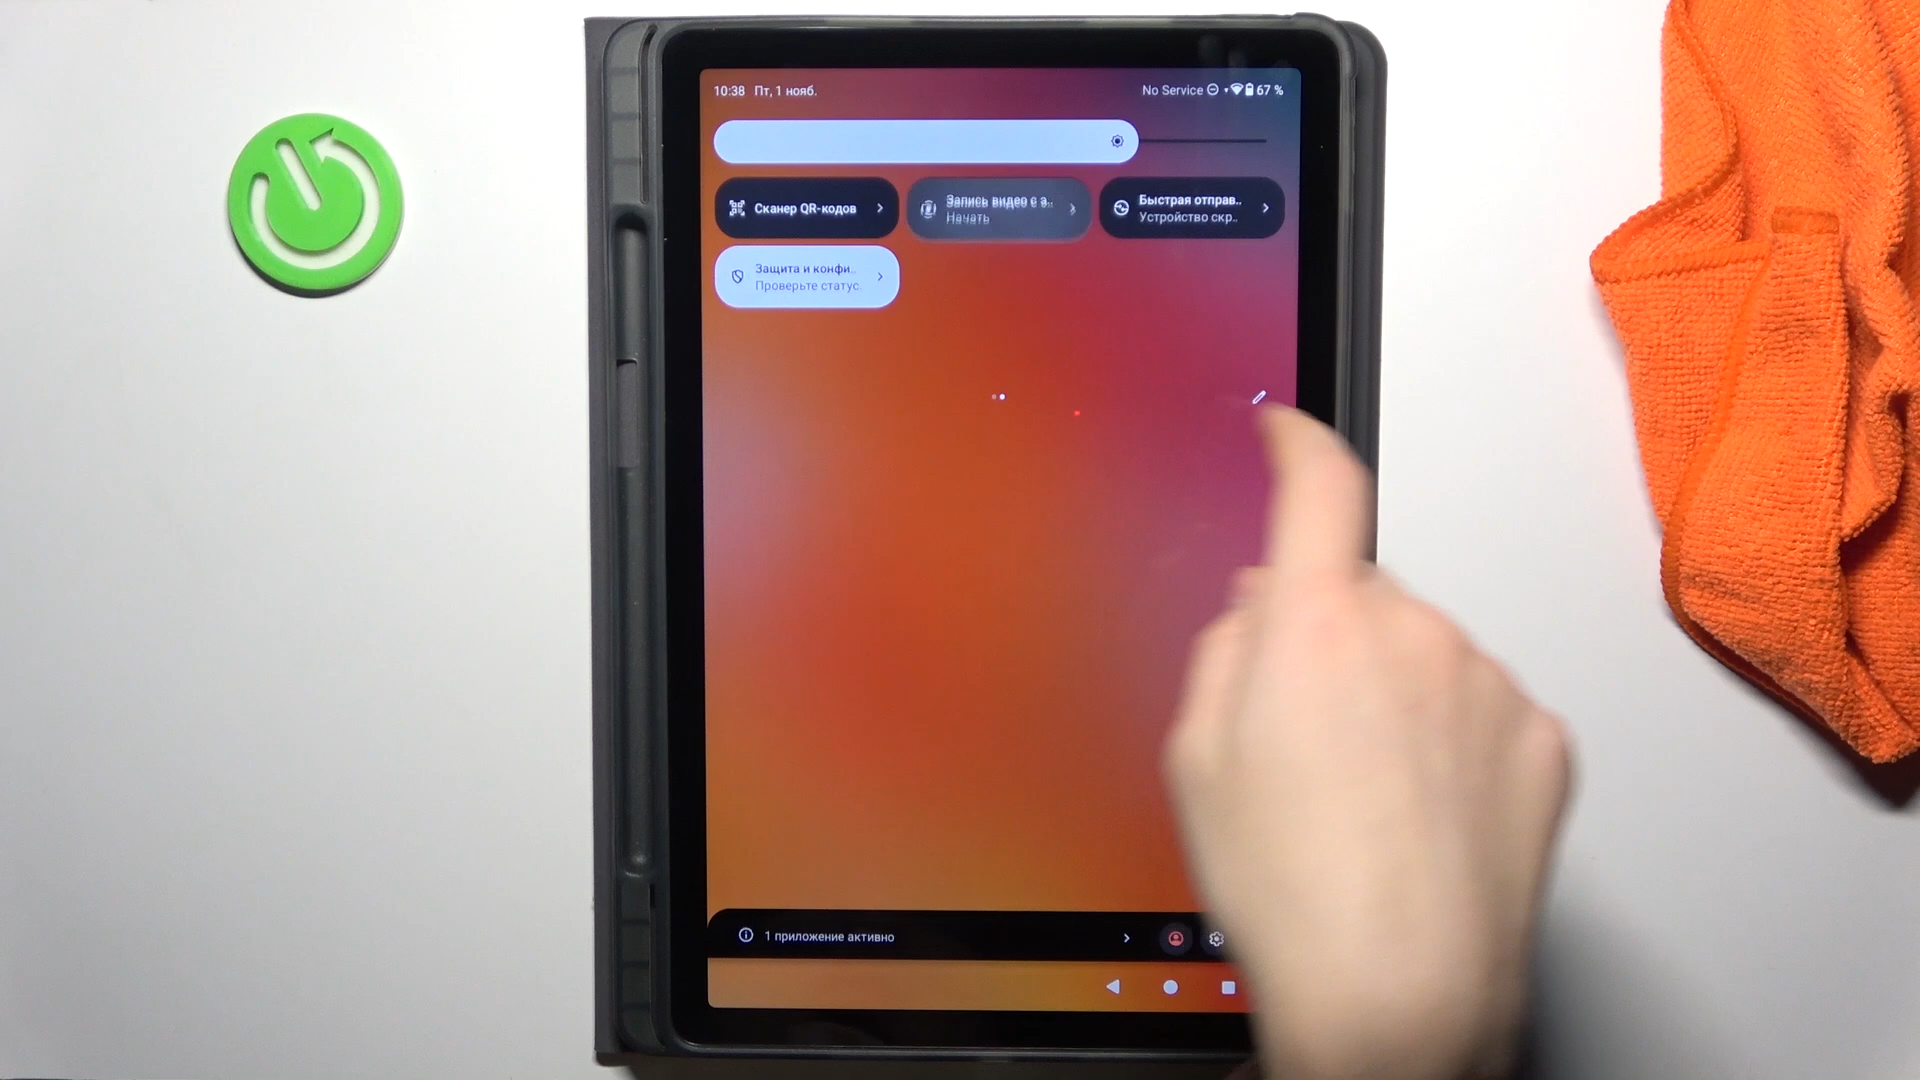 10:38 Пт, 1 нояб.
No Service 67 %
Сканер QR-кодов
Запись видео с э..
Начать
Быстрая отправ..
Устройство скр..
Защита и конфи..
Проверьте статус.
1 приложение активно